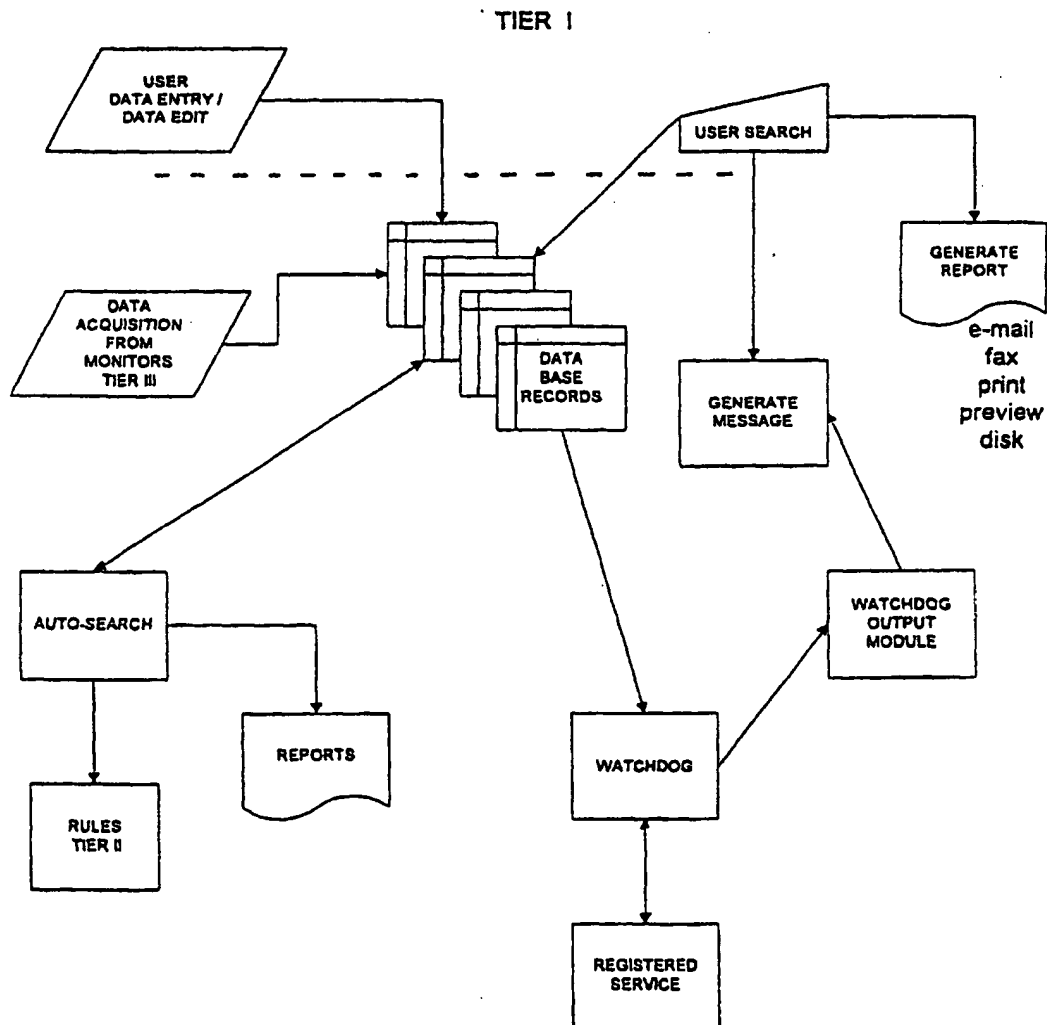 TIER I
USER
DATA ENTRY /
DATA EDIT
USER SEARCH
GENERATE
REPORT
e-mail
fax
print
preview
disk
DATA
ACQUISITION
FROM
MONITORS
TIER III
DATA
BASE
RECORDS
GENERATE
MESSAGE
AUTO-SEARCH
WATCHDOG
OUTPUT
MODULE
REPORTS
WATCHDOG
RULES
TIER II
REGISTERED
SERVICE